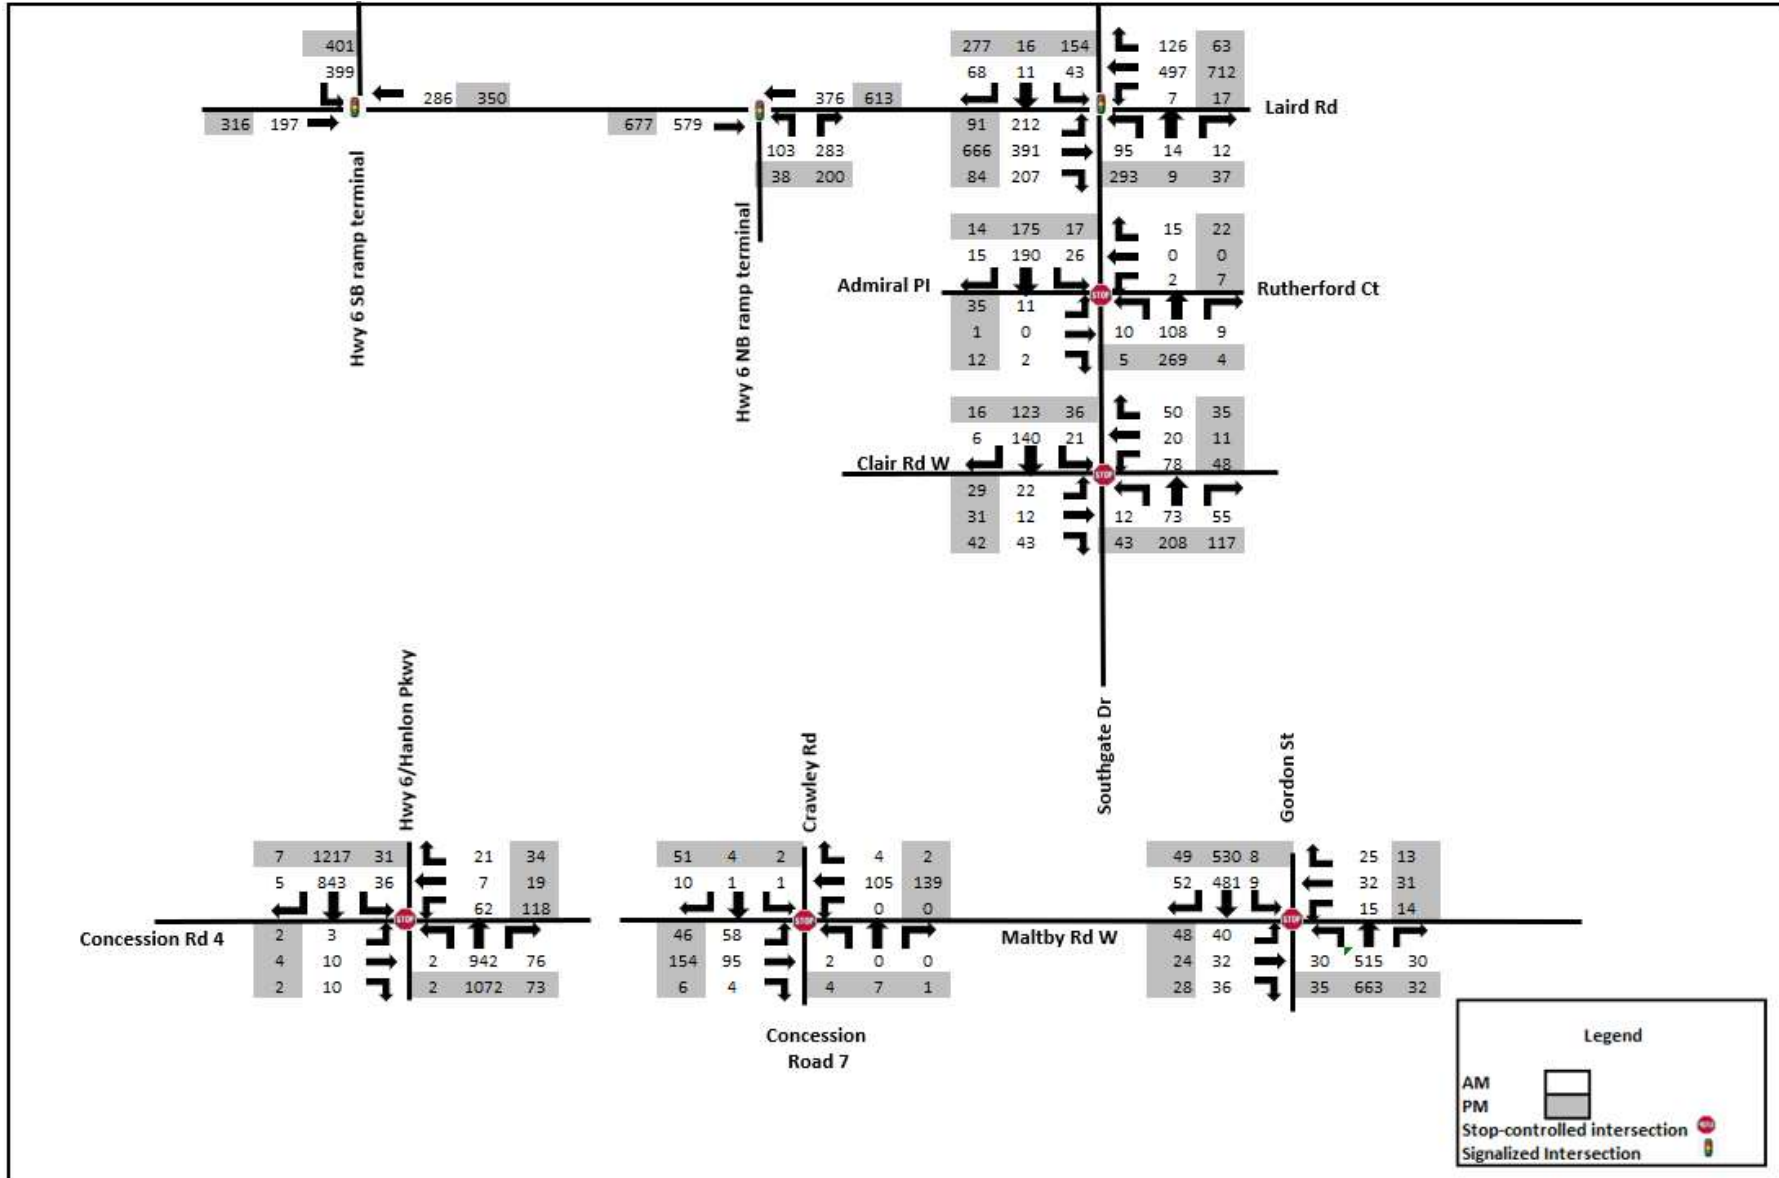 401
399
286 350
316 197
376 613
677 579
103 283
38 200
277 16 154
68 11 43
126 63
497 712
7 17
Laird Rd
91 212
666 391
84 207
95 14 12
293 9 37
Hwy 6 SB ramp terminal
Hwy 6 NB ramp terminal
14 175 17
15 190 26
15 22
0 0
2 7
Admiral Pl
Rutherford Ct
35 11
1 0
12 2
10 108 9
5 269 4
STOP
16 123 36
6 140 21
50 35
20 11
78 48
Clair Rd W
29 22
31 12
42 43
12 73 55
43 208 117
STOP
Southgate Dr
Hwy 6/Hanlon Pkwy
7 1217 31
5 843 36
21 34
7 19
62 118
Concession Rd 4
2 3
4 10
2 10
2 942 76
2 1072 73
STOP
Crawley Rd
51 4 2
10 1 1
4 2
105 139
0 0
46 58
154 95
6 4
2 0 0
4 7 1
STOP
Concession
Road 7
Maltby Rd W
Gordon St
49 530 8
52 481 9
25 13
32 31
15 14
48 40
24 32
28 36
30 515 30
35 663 32
STOP
Legend
AM
PM
Stop-controlled intersection
Signalized Intersection